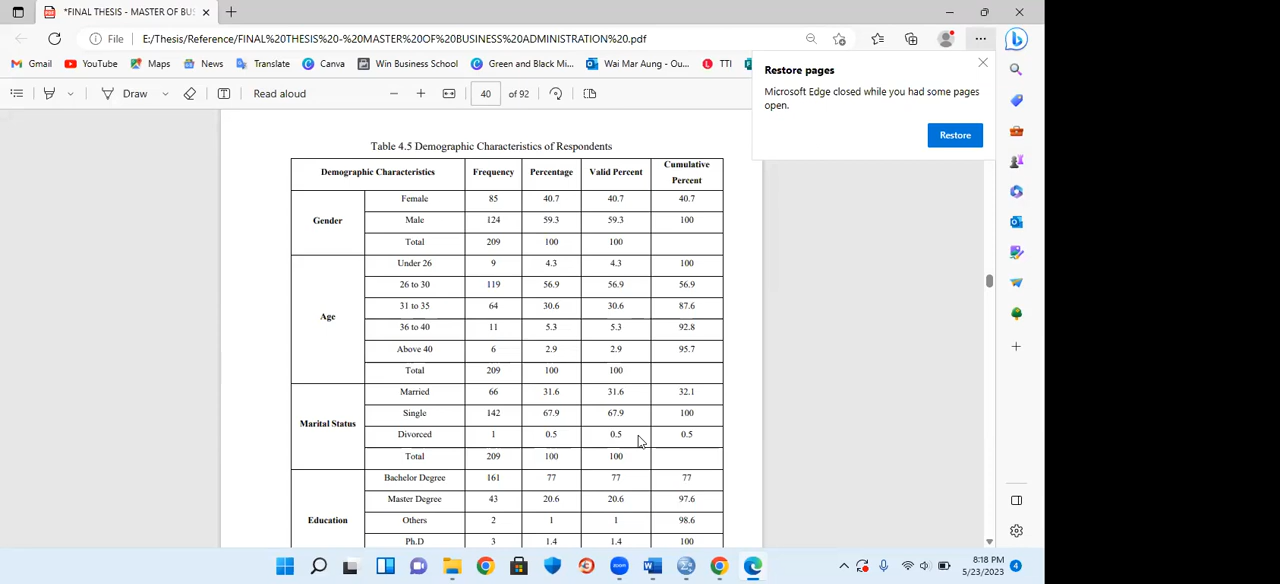 *FINAL THESIS - MASTER OF BUS
File E:/Thesis/Reference/FINAL%20THESIS%20-%20MASTER%20OF%20BUSINESS%20ADMINISTRATION%20.pdf
Gmail YouTube Maps News Translate Canva Win Business School Green and Black Mi... Wai Mar Aung - Ou... TTI
Draw Read aloud 40 of 92
Restore pages
Microsoft Edge closed while you had some pages
open.
Restore
Table 4.5 Demographic Characteristics of Respondents
Demographic Characteristics Frequency Percentage Valid Percent Cumulative Percent
Gender
Female 85 40.7 40.7 40.7
Male 124 59.3 59.3 100
Total 209 100 100
Age
Under 26 9 4.3 4.3 100
26 to 30 119 56.9 56.9 56.9
31 to 35 64 30.6 30.6 87.6
36 to 40 11 5.3 5.3 92.8
Above 40 6 2.9 2.9 95.7
Total 209 100 100
Marital Status
Married 66 31.6 31.6 32.1
Single 142 67.9 67.9 100
Divorced 1 0.5 0.5 0.5
Total 209 100 100
Education
Bachelor Degree 161 77 77 77
Master Degree 43 20.6 20.6 97.6
Others 2 1 1 98.6
Ph.D 3 1.4 1.4 100
8:18 PM
5/23/2023
4